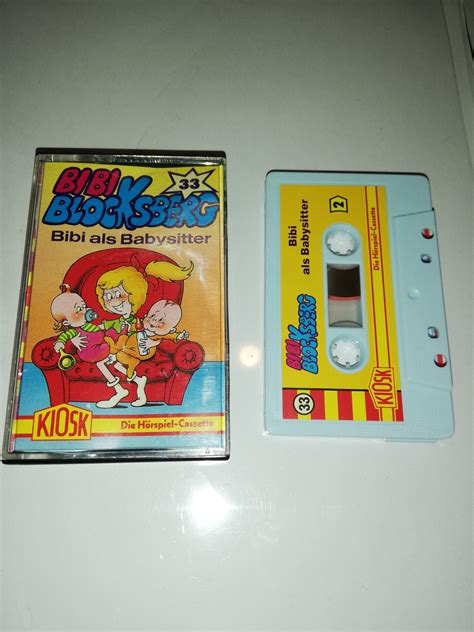 BIBI
BLOCKSBERG
33
Bibi als Babysitter
KIOSK
Die Hörspiel-Cassette
BIBI
BLOCKSBERG
33
Bibi
als Babysitter
2
Die Hörspiel-Cassette
KIOSK